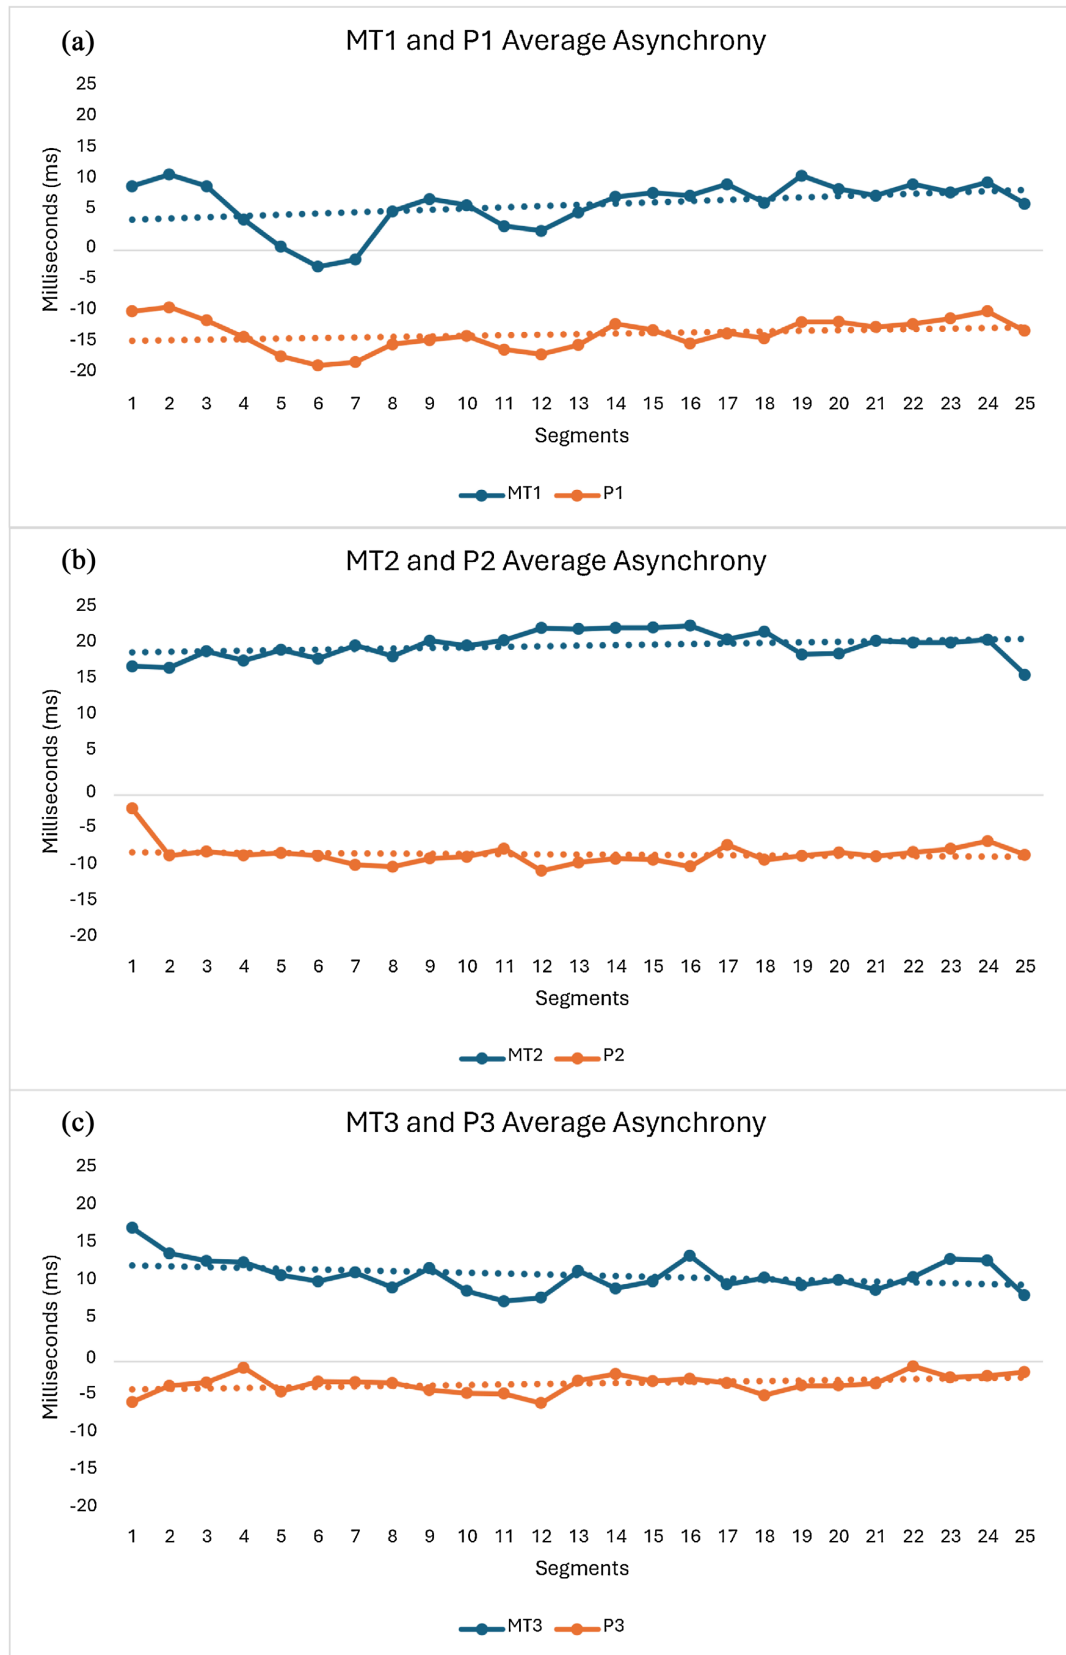 (a)
MT1 and P1 Average Asynchrony
Milliseconds (ms)
25
20
15
10
5
0
-5
-10
-15
-20
1 2 3 4 5 6 7 8 9 10 11 12 13 14 15 16 17 18 19 20 21 22 23 24 25
Segments
MT1 P1
(b)
MT2 and P2 Average Asynchrony
Milliseconds (ms)
25
20
15
10
5
0
-5
-10
-15
-20
1 2 3 4 5 6 7 8 9 10 11 12 13 14 15 16 17 18 19 20 21 22 23 24 25
Segments
MT2 P2
(c)
MT3 and P3 Average Asynchrony
Milliseconds (ms)
25
20
15
10
5
0
-5
-10
-15
-20
1 2 3 4 5 6 7 8 9 10 11 12 13 14 15 16 17 18 19 20 21 22 23 24 25
Segments
MT3 P3